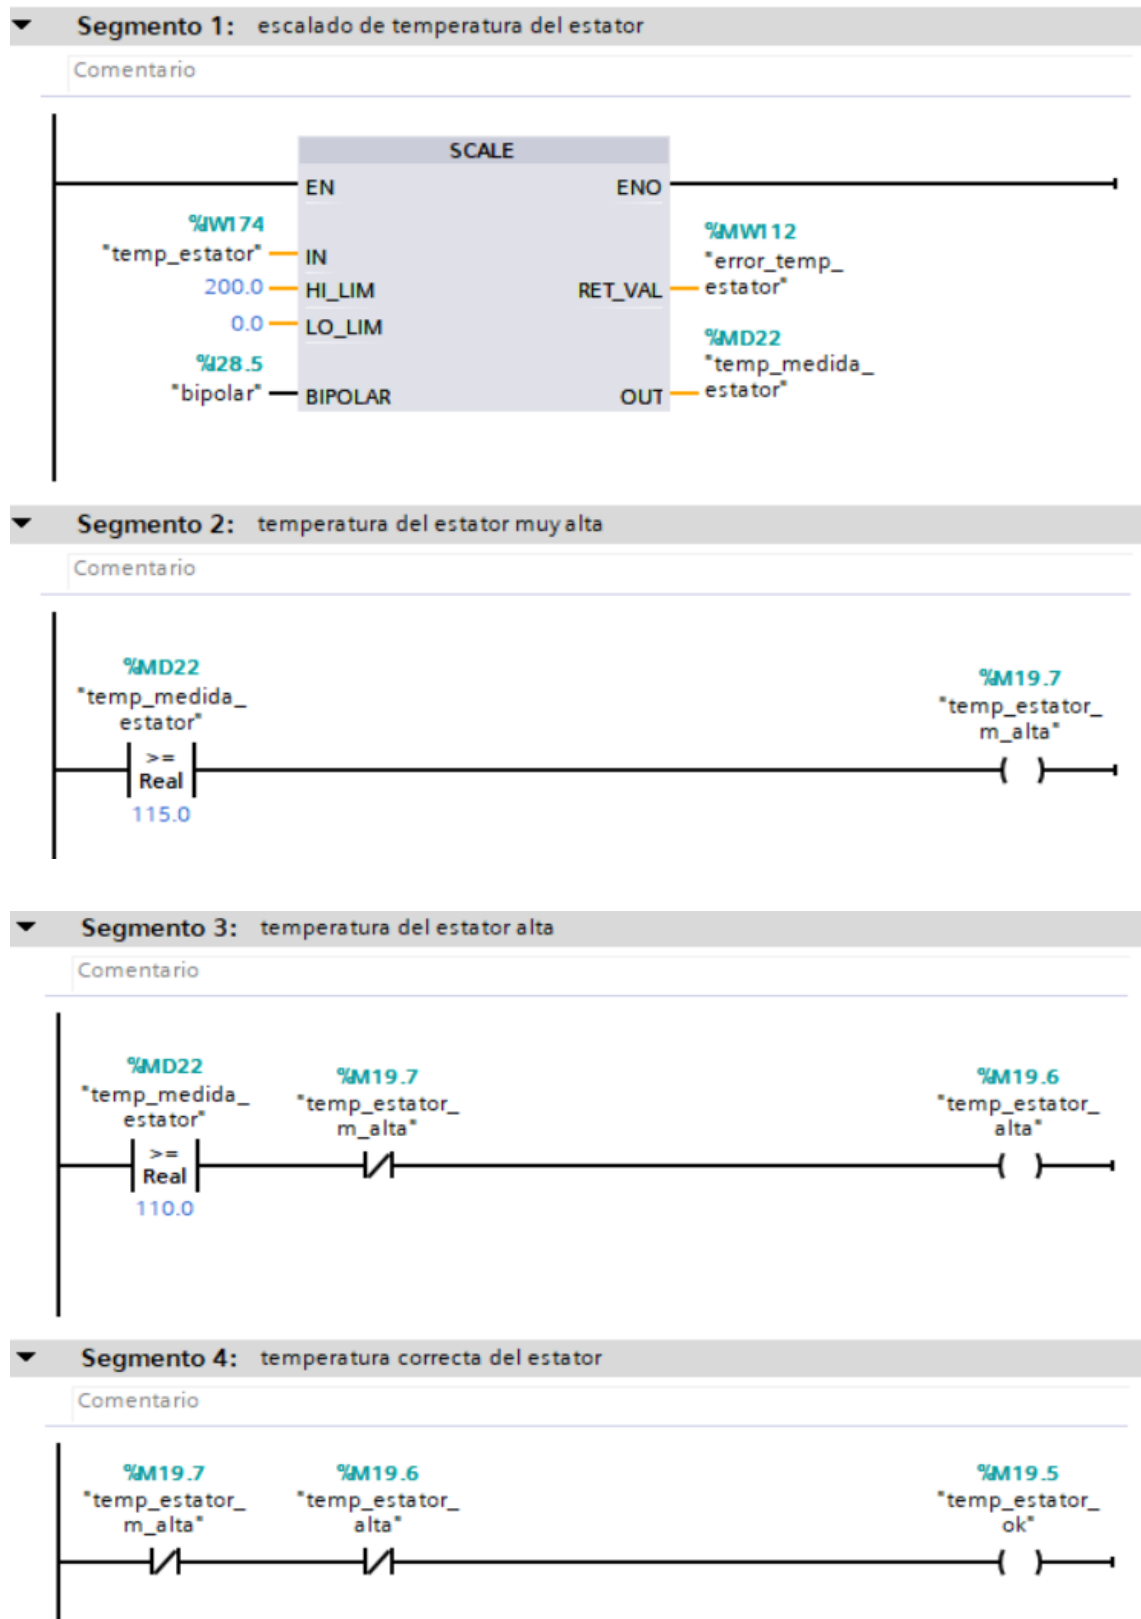 Segmento 1: escalado de temperatura del estator
Comentario
SCALE
EN ENO
%IW174
"temp_estator" IN
200.0 HI_LIM
0.0 LO_LIM
%I28.5
"bipolar" BIPOLAR
%MW112
"error_temp_
RET_VAL estator"
%MD22
"temp_medida_
OUT estator"
Segmento 2: temperatura del estator muy alta
Comentario
%MD22
"temp_medida_
estator"
>=
Real
115.0
%M19.7
"temp_estator_
m_alta"
( )
Segmento 3: temperatura del estator alta
Comentario
%MD22
"temp_medida_
estator"
>=
Real
110.0
%M19.7
"temp_estator_
m_alta"
%M19.6
"temp_estator_
alta"
( )
Segmento 4: temperatura correcta del estator
Comentario
%M19.7
"temp_estator_
m_alta"
%M19.6
"temp_estator_
alta"
%M19.5
"temp_estator_
ok"
( )